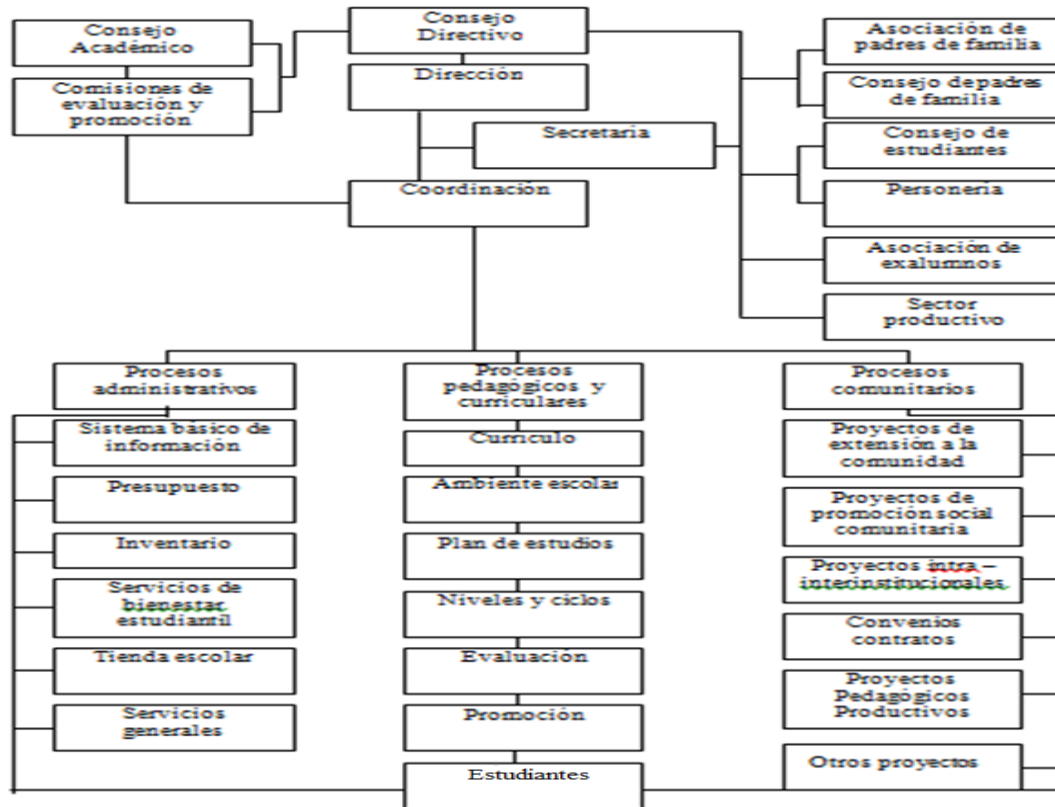 Consejo
Académico
Comisiones de
evaluación y
promoción
Consejo
Directivo
Dirección
Secretaría
Coordinación
Asociación de
padres de familia
Consejo de padres
de familia
Consejo de
estudiantes
Personería
Asociación de
exalumnos
Sector
productivo
Procesos
administrativos
Sistema básico de
información
Presupuesto
Inventario
Servicios de
bienestar
estudiantil
Tienda escolar
Servicios
generales
Procesos
pedagógicos y
curriculares
Currículo
Ambiente escolar
Plan de estudios
Niveles y ciclos
Evaluación
Promoción
Estudiantes
Procesos
comunitarios
Proyectos de
extensión a la
comunidad
Proyectos de
promoción social
comunitaria
Proyectos intra –
interinstitucionales
Convenios
contratos
Proyectos
Pedagógicos
Productivos
Otros proyectos